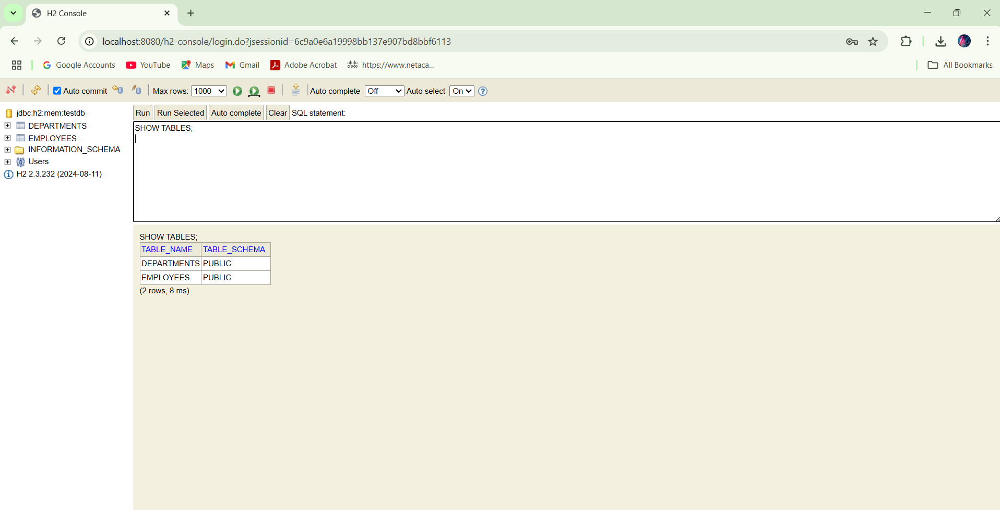 H2 Console
localhost:8080/h2-console/login.do?jsessionid=6c9a0e6a19998bb137e907bd8bbf6113
Google Accounts YouTube Maps Gmail Adobe Acrobat cisco https://www.netaca... All Bookmarks
Auto commit Max rows: 1000 Auto complete Off Auto select On ?
jdbc:h2:mem:testdb
DEPARTMENTS
EMPLOYEES
INFORMATION_SCHEMA
Users
H2 2.3.232 (2024-08-11)
Run Run Selected Auto complete Clear SQL statement:
SHOW TABLES;
SHOW TABLES;
TABLE_NAME TABLE_SCHEMA
DEPARTMENTS PUBLIC
EMPLOYEES PUBLIC
(2 rows, 8 ms)